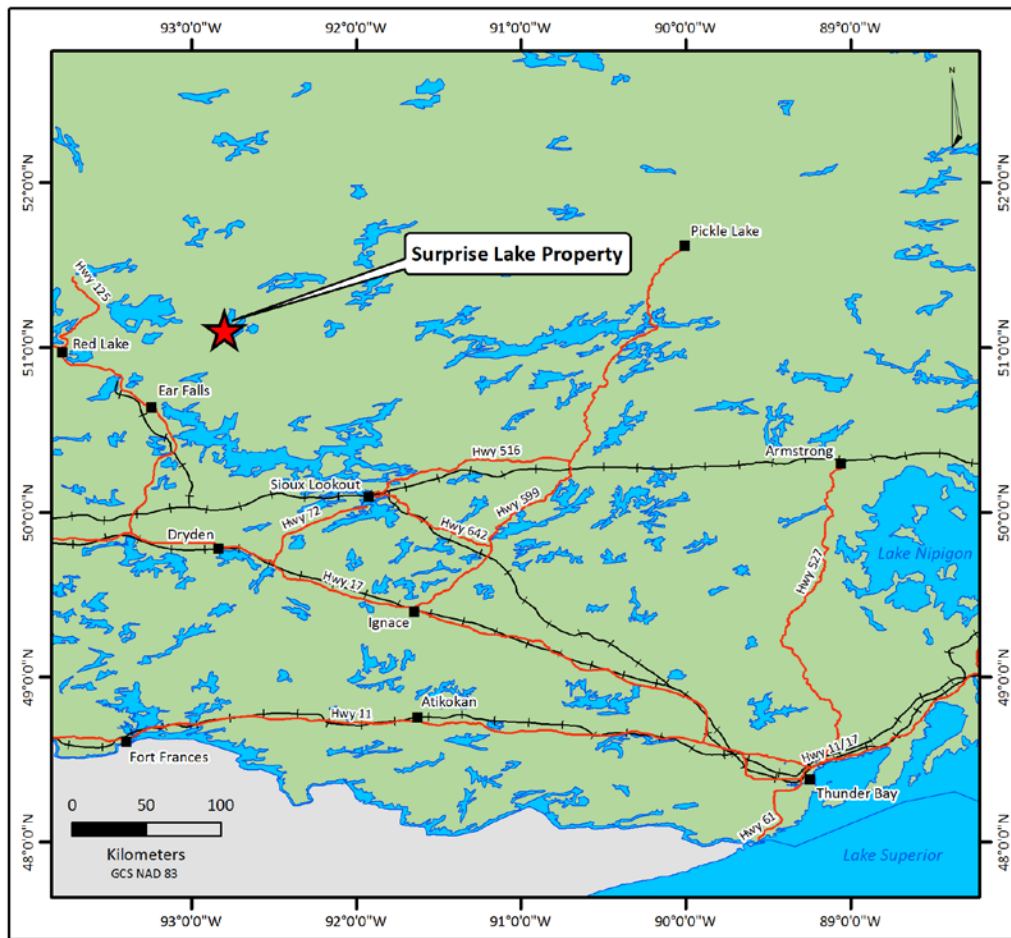 93°0'0"W
92°0'0"W
91°0'0"W
90°0'0"W
89°0'0"W
N
52°0'0"N
52°0'0"N
Pickle Lake
Surprise Lake Property
Hwy 125
51°0'0"N
Red Lake
51°0'0"N
Ear Falls
Hwy 516
Armstrong
Sioux Lookout
Hwy 599
50°0'0"N
Hwy 72
50°0'0"N
Dryden
Hwy 642
Lake Nipigon
Hwy 527
Hwy 17
Ignace
49°0'0"N
49°0'0"N
Atikokan
Hwy 11
Fort Frances
Hwy 11/17
Thunder Bay
0 50 100
Hwy 61
48°0'0"N
Kilometers
Lake Superior
48°0'0"N
GCS NAD 83
93°0'0"W
92°0'0"W
91°0'0"W
90°0'0"W
89°0'0"W